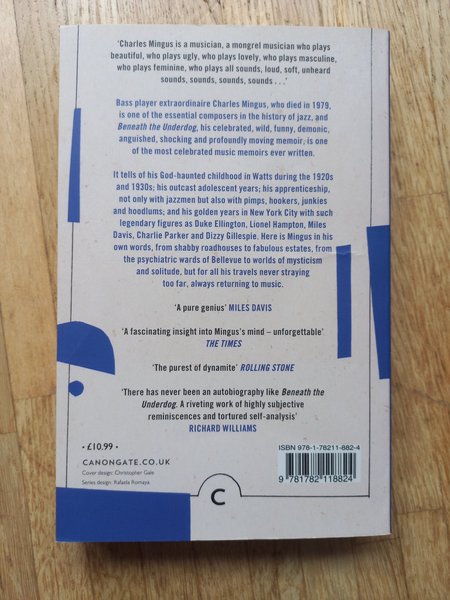 ‘Charles Mingus is a musician, a mongrel musician who plays
beautiful, who plays ugly, who plays lovely, who plays masculine,
who plays feminine, who plays all sounds, loud, soft, unheard
sounds, sounds, sounds, sounds . . .’
Bass player extraordinaire Charles Mingus, who died in 1979,
is one of the essential composers in the history of jazz, and
Beneath the Underdog, his celebrated, wild, funny, demonic,
anguished, shocking and profoundly moving memoir, is one
of the most celebrated music memoirs ever written.
It tells of his God-haunted childhood in Watts during the 1920s
and 1930s; his outcast adolescent years; his apprenticeship,
not only with jazzmen but also with pimps, hookers, junkies
and hoodlums; and his golden years in New York City with such
legendary figures as Duke Ellington, Lionel Hampton, Miles
Davis, Charlie Parker and Dizzy Gillespie. Here is Mingus in his
own words, from shabby roadhouses to fabulous estates, from
the psychiatric wards of Bellevue to worlds of mysticism
and solitude, but for all his travels never straying
too far, always returning to music.
‘A pure genius’ MILES DAVIS
‘A fascinating insight into Mingus’s mind – unforgettable’
THE TIMES
‘The purest of dynamite’ ROLLING STONE
‘There has never been an autobiography like Beneath the
Underdog. A riveting work of highly subjective
reminiscences and tortured self-analysis’
RICHARD WILLIAMS
• £10.99 •
CANONGATE.CO.UK
Cover design: Christopher Gale
Series design: Rafaela Romaya
C
ISBN 978-1-78211-882-4
9 781782 118824